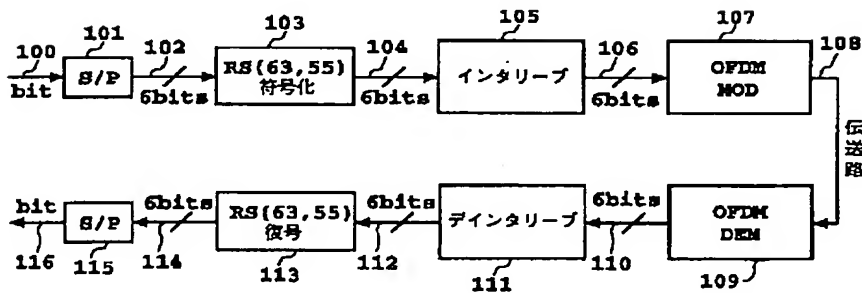 100
101
102
103
104
105
106
107
108
bit
S/P
6bits
RS(63,55)
符号化
6bits
インタリーブ
6bits
OFDM
MOD
伝送路
bit
S/P
6bits
RS(63,55)
復号
6bits
デインタリーブ
6bits
OFDM
DEM
116
115
114
113
112
111
110
109